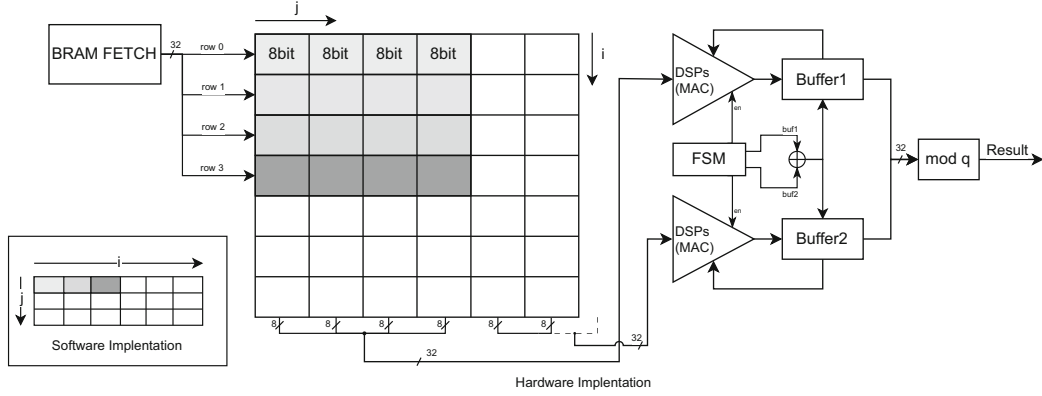 j
BRAM FETCH
32
row 0
8bit 8bit 8bit 8bit
i
row 1
row 2
row 3
DSPs
(MAC)
Buffer1
en
buf1
FSM
buf2
32
mod q
Result
en
DSPs
(MAC)
Buffer2
i
j
Software Implentation
8 8 8 8 8 8
32
32
Hardware Implentation